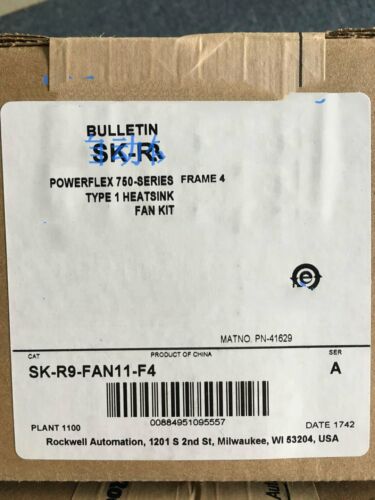 BULLETIN
SK-R
POWERFLEX 750-SERIES FRAME 4
TYPE 1 HEATSINK
FAN KIT
MATNO. PN-41629
CAT PRODUCT OF CHINA SER
SK-R9-FAN11-F4 A
PLANT 1100 00884951095557 DATE 1742
Rockwell Automation, 1201 S 2nd St, Milwaukee, WI 53204, USA